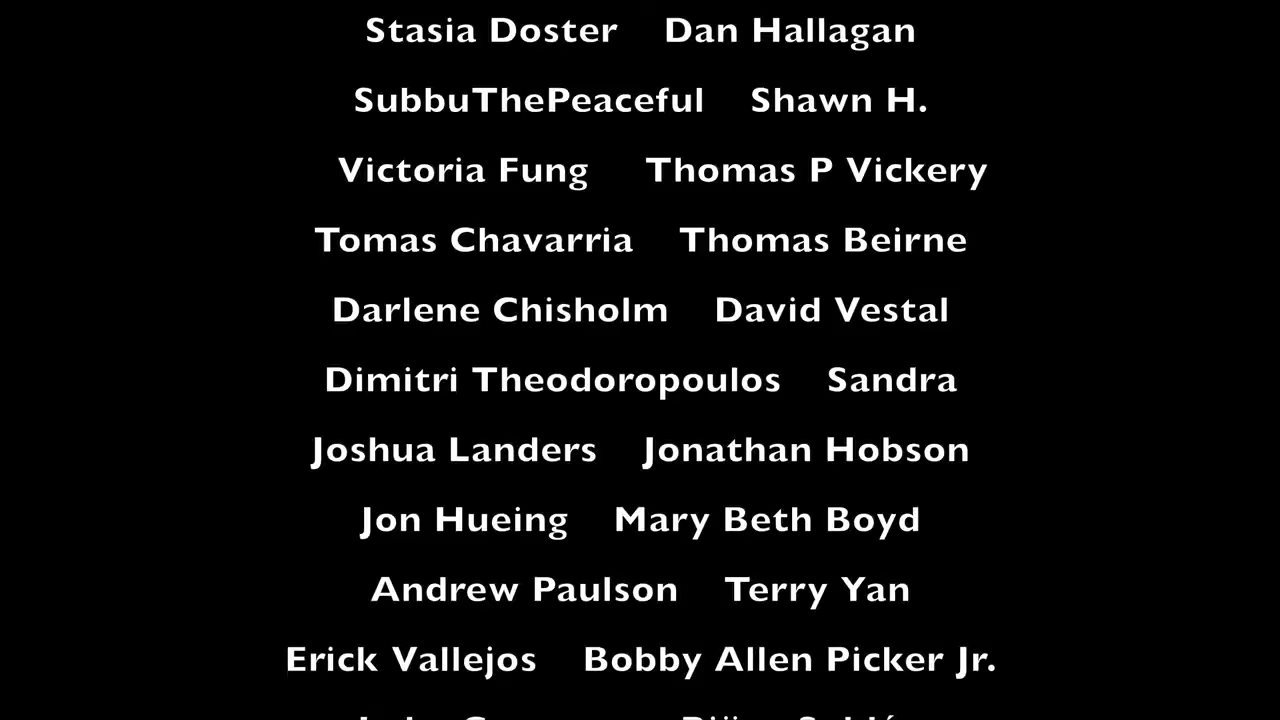 Stasia Doster Dan Hallagan
SubbuThePeaceful Shawn H.
Victoria Fung Thomas P Vickery
Tomas Chavarria Thomas Beirne
Darlene Chisholm David Vestal
Dimitri Theodoropoulos Sandra
Joshua Landers Jonathan Hobson
Jon Hueing Mary Beth Boyd
Andrew Paulson Terry Yan
Erick Vallejos Bobby Allen Picker Jr.